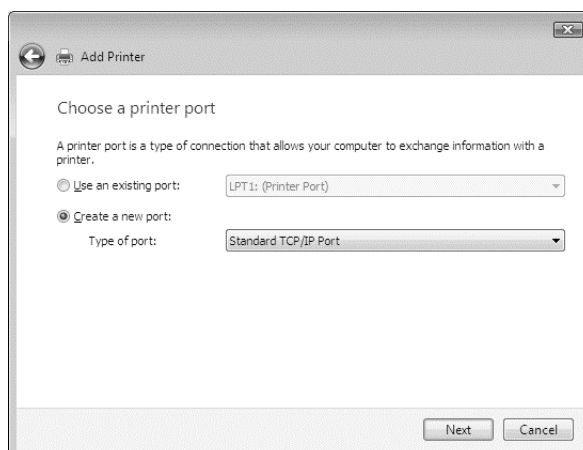 Add Printer
Choose a printer port
A printer port is a type of connection that allows your computer to exchange information with a
printer.
Use an existing port: LPT1: (Printer Port)
Create a new port:
Type of port: Standard TCP/IP Port
Next Cancel